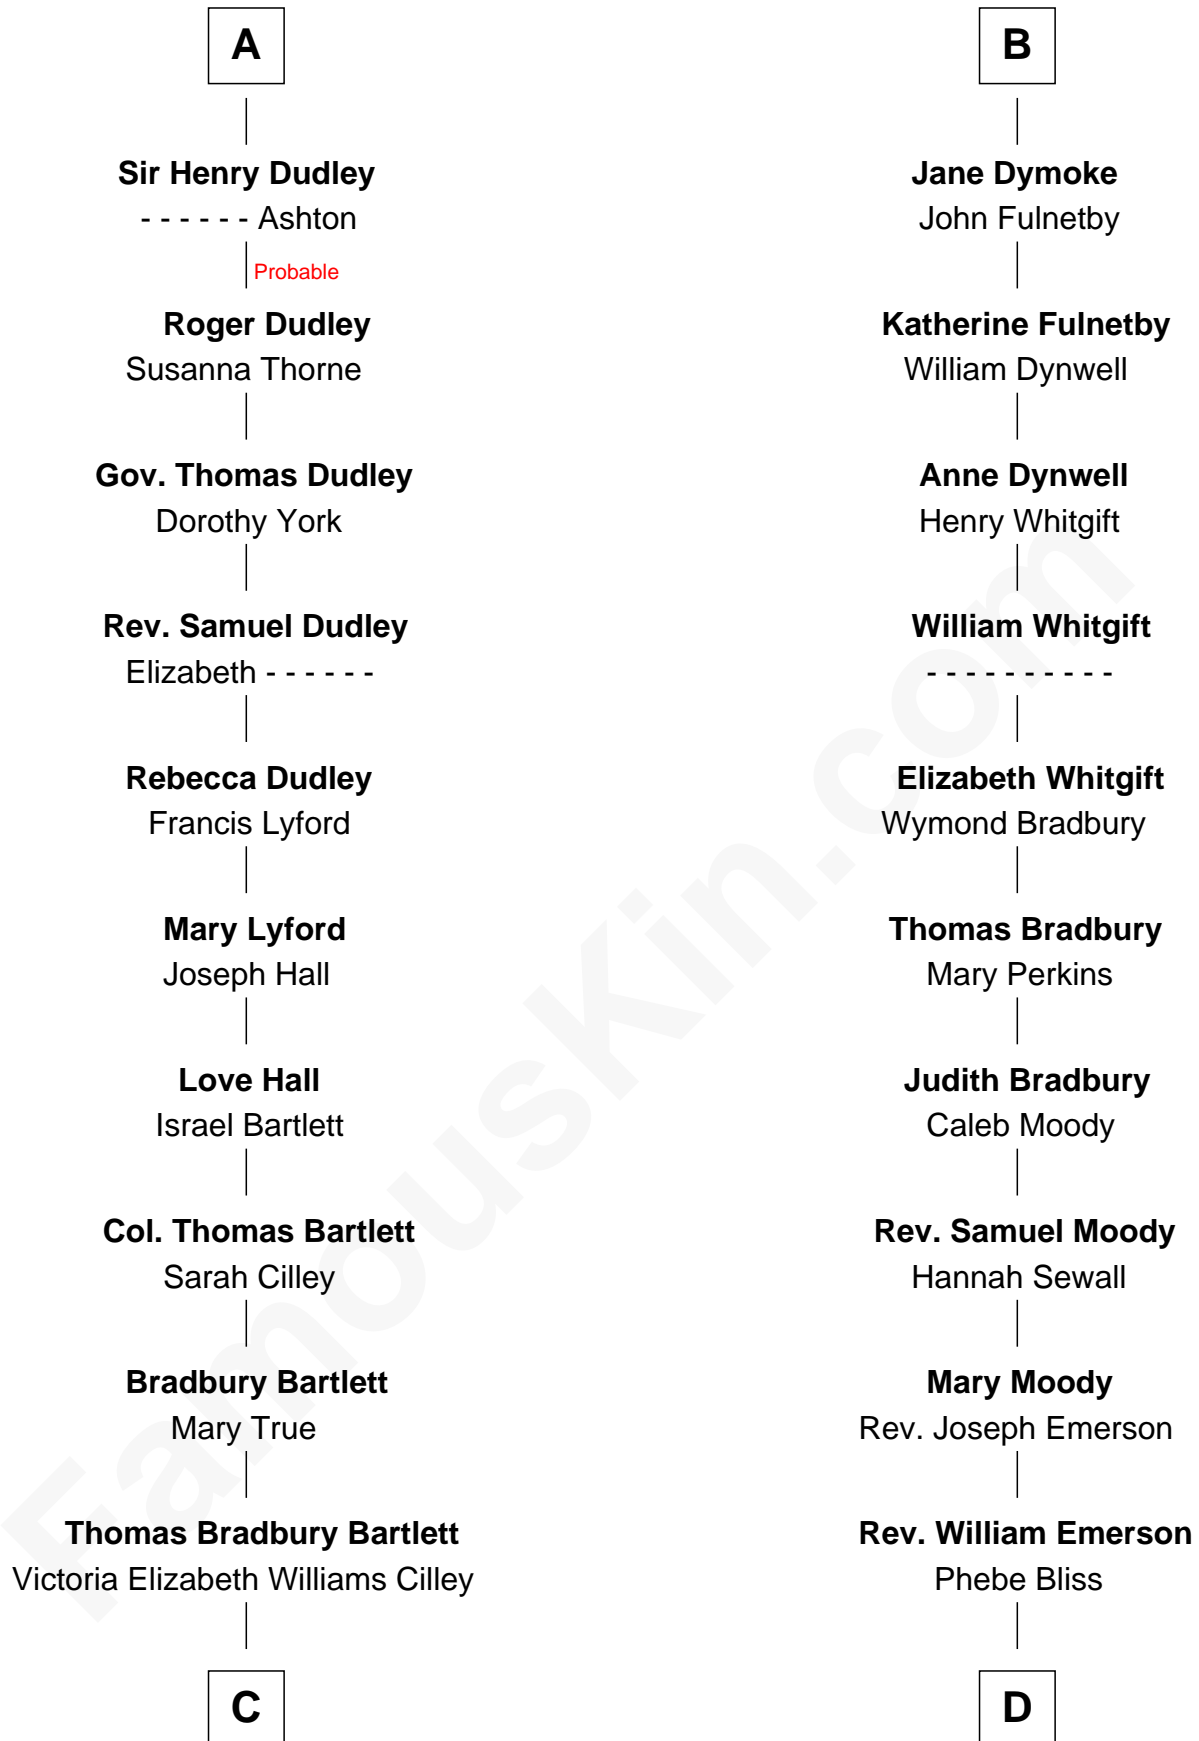 A
Sir Henry Dudley
- - - - - - Ashton
Probable
Roger Dudley
Susanna Thorne
Gov. Thomas Dudley
Dorothy York
Rev. Samuel Dudley
Elizabeth - - - - - -
Rebecca Dudley
Francis Lyford
Mary Lyford
Joseph Hall
Love Hall
Israel Bartlett
Col. Thomas Bartlett
Sarah Cilley
Bradbury Bartlett
Mary True
Thomas Bradbury Bartlett
Victoria Elizabeth Williams Cilley
C
B
Jane Dymoke
John Fulnetby
Katherine Fulnetby
William Dynwell
Anne Dynwell
Henry Whitgift
William Whitgift
- - - - - - - - - -
Elizabeth Whitgift
Wymond Bradbury
Thomas Bradbury
Mary Perkins
Judith Bradbury
Caleb Moody
Rev. Samuel Moody
Hannah Sewall
Mary Moody
Rev. Joseph Emerson
Rev. William Emerson
Phebe Bliss
D
FamousKin.com